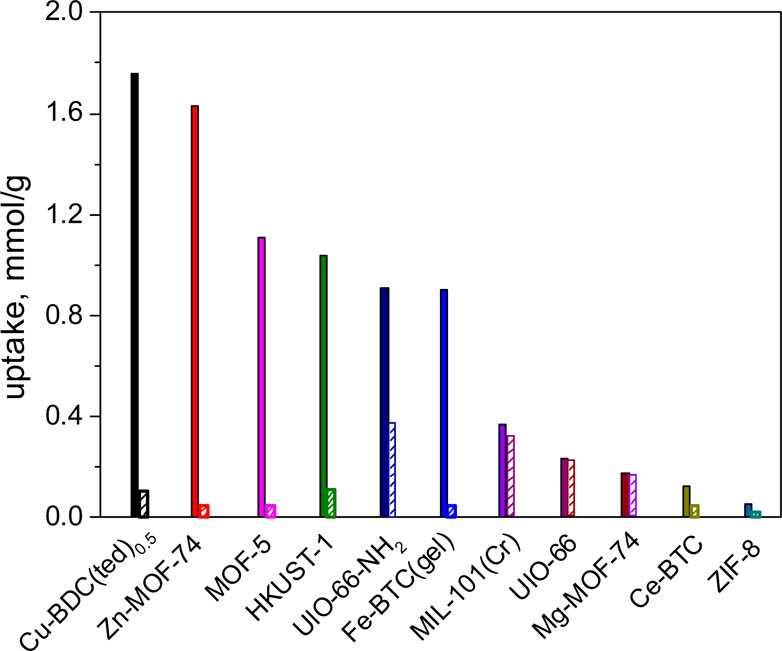 2.0
1.6
1.2
0.8
0.4
0.0
uptake, mmol/g
Cu-BDC(ted)0.5
Zn-MOF-74
MOF-5
HKUST-1
UIO-66-NH2
Fe-BTC(gel)
MIL-101(Cr)
UIO-66
Mg-MOF-74
Ce-BTC
ZIF-8